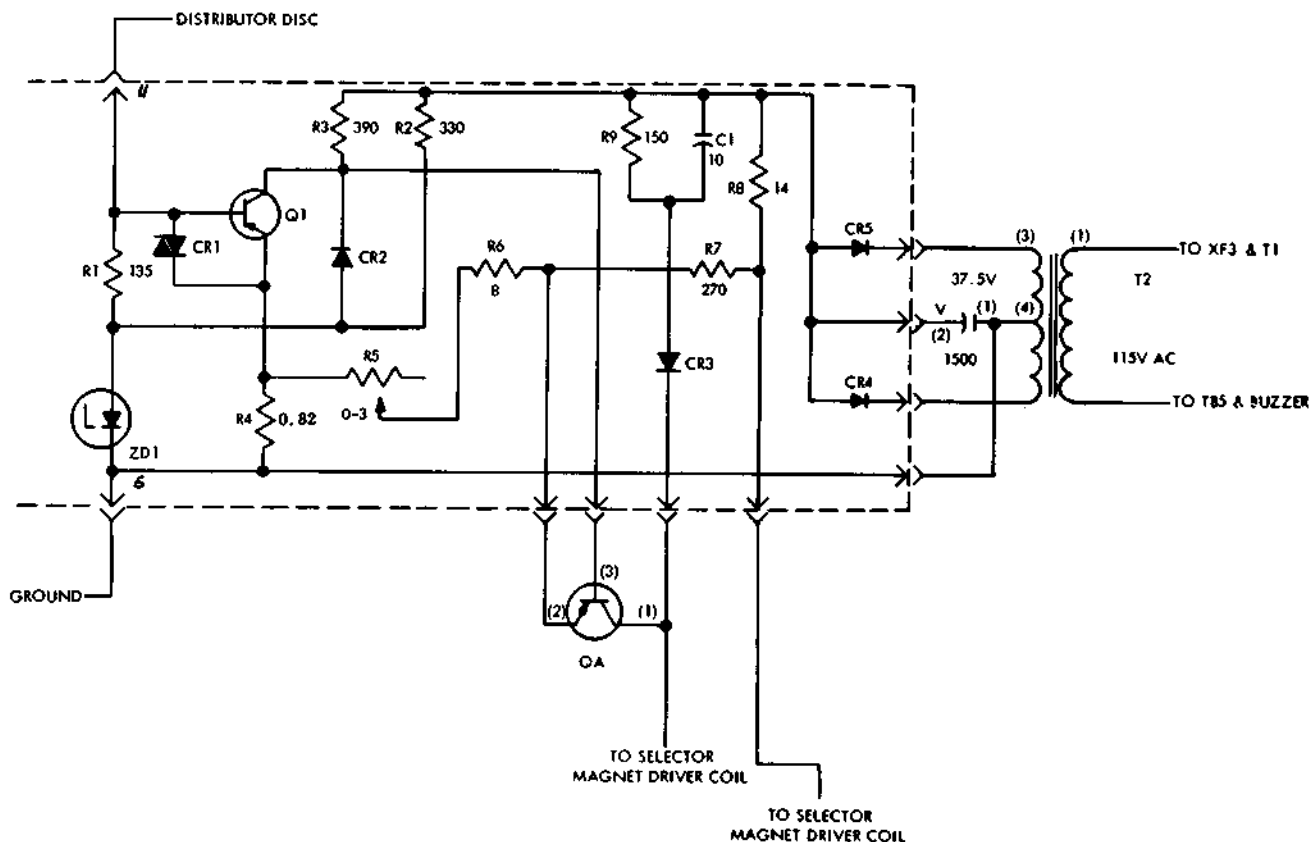 DISTRIBUTOR DISC
4
R3 390
R2 330
R9 150
C1
10
R8 14
Q1
CR1
CR2
CR5
(3)
(1)
TO XF3 & T1
R1 135
R6
8
R7
270
37.5V
T2
V
(1)
(4)
(2)
1500
115V AC
R5
CR3
CR4
0-3
R4 0.82
TO TB5 & BUZZER
L
ZD1
6
GROUND
(3)
(2)
(1)
QA
TO SELECTOR
MAGNET DRIVER COIL
TO SELECTOR
MAGNET DRIVER COIL